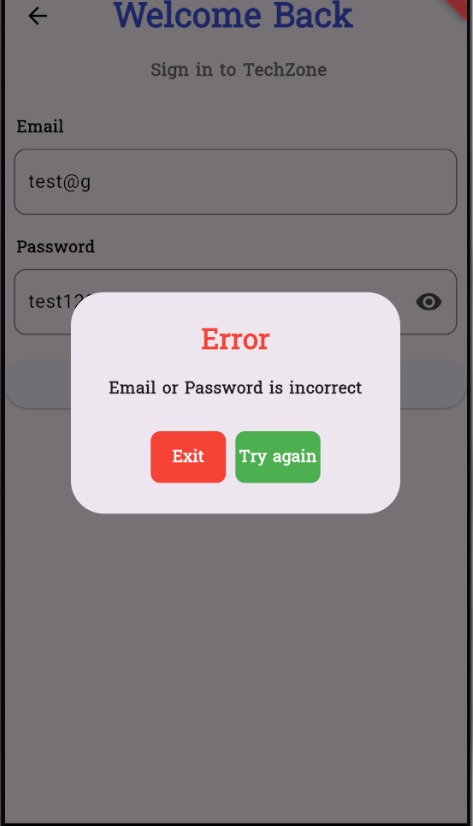 Welcome Back
Sign in to TechZone
Email
test@g
Password
test12
Error
Email or Password is incorrect
Exit
Try again